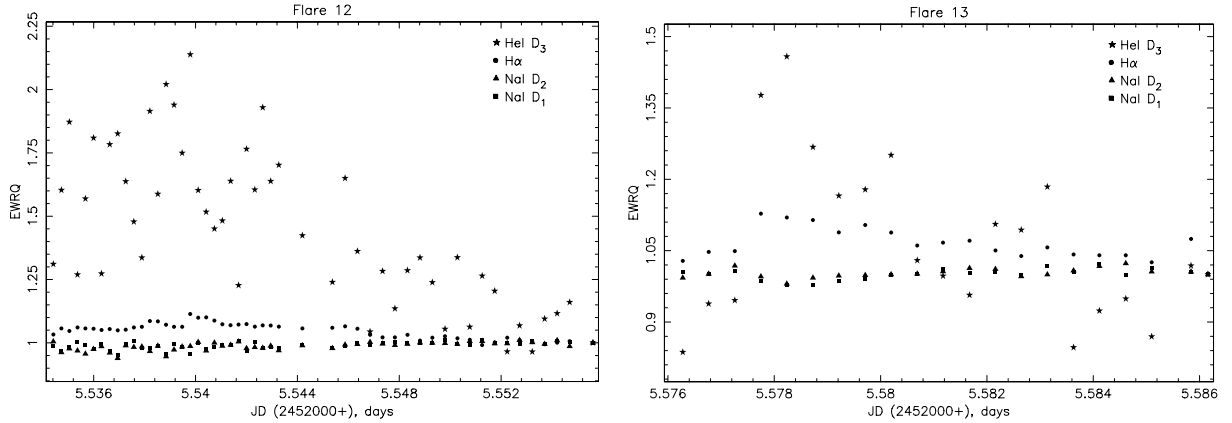 Flare 12
2.25
2
1.75
1.5
1.25
1
EWRQ
HeI D3
Hα
NaI D2
NaI D1
5.536
5.54
5.544
5.548
5.552
JD (2452000+), days
Flare 13
1.5
1.35
1.2
1.05
0.9
EWRQ
HeI D3
Hα
NaI D2
NaI D1
5.576
5.578
5.58
5.582
5.584
5.586
JD (2452000+), days